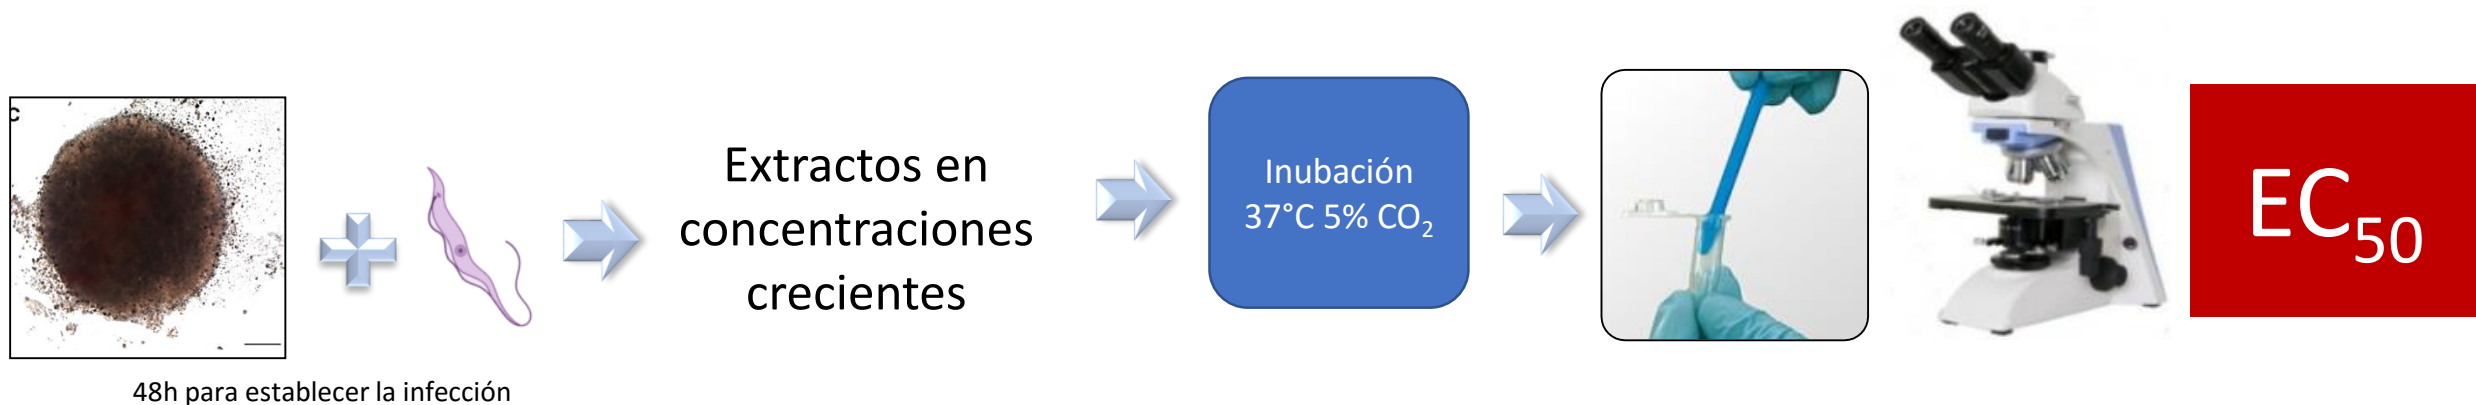 C
48h para establecer la infección
Extractos en
concentraciones
crecientes
Inubación
37°C 5% CO₂
EC₅₀